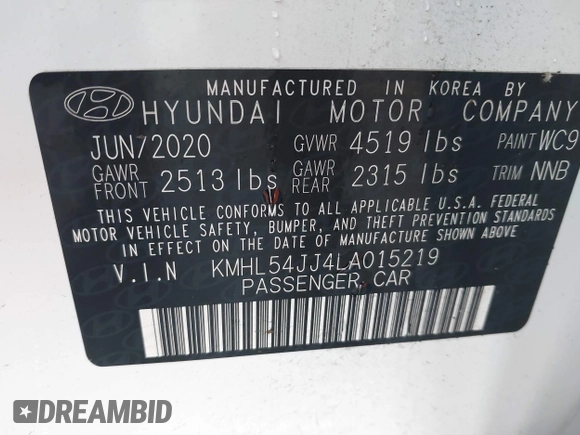 MANUFACTURED IN KOREA BY
HYUNDAI MOTOR COMPANY
JUN/2020 GVWR 4519 lbs PAINT WC9
GAWR FRONT 2513 lbs GAWR REAR 2315 lbs TRIM NNB
THIS VEHICLE CONFORMS TO ALL APPLICABLE U.S.A. FEDERAL
MOTOR VEHICLE SAFETY, BUMPER, AND THEFT PREVENTION STANDARDS
IN EFFECT ON THE DATE OF MANUFACTURE SHOWN ABOVE.
V.I.N KMHL54JJ4LA015219
PASSENGER CAR
DREAMBID